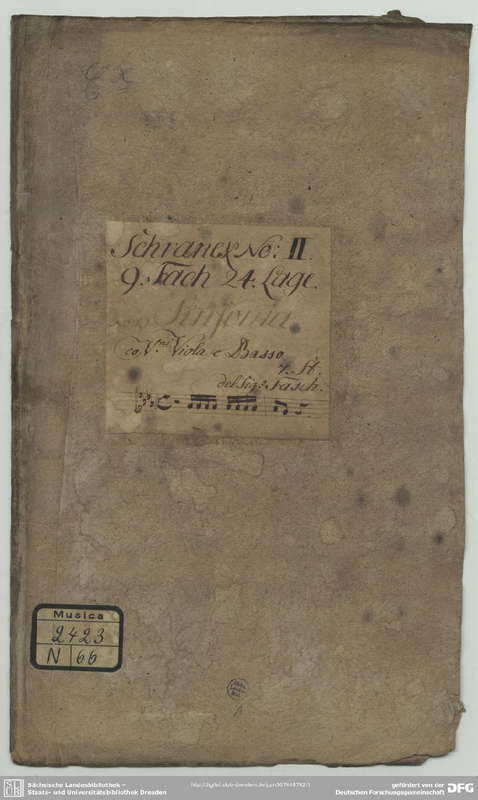 Schranck No: II.
9. Fach 24. Lage.
Sinfonia
co V.ni Viola e Basso
4. St.
del Sig.r Fasch.
Musica
2423
N 66
Sächsische Landesbibliothek –
Staats- und Universitätsbibliothek Dresden
gefördert von der
Deutschen Forschungsgemeinschaft
DFG